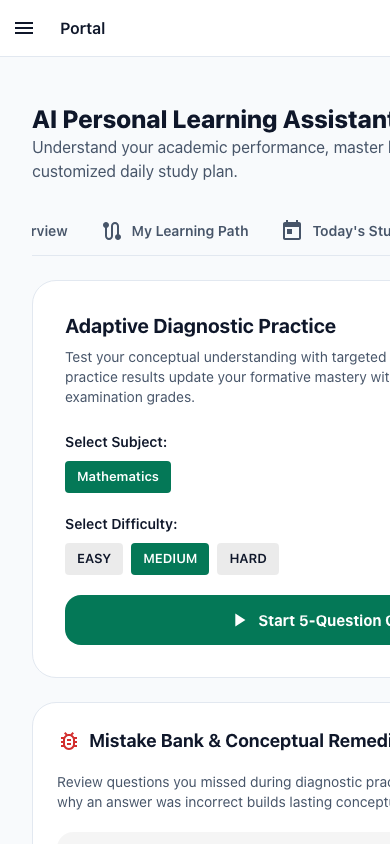 Portal
AI Personal Learning Assistant
Understand your academic performance, master
customized daily study plan.
rview
My Learning Path
Today's Stu
Adaptive Diagnostic Practice
Test your conceptual understanding with targeted
practice results update your formative mastery wit
examination grades.
Select Subject:
Mathematics
Select Difficulty:
EASY
MEDIUM
HARD
Start 5-Question
Mistake Bank & Conceptual Remedi
Review questions you missed during diagnostic prac
why an answer was incorrect builds lasting concept